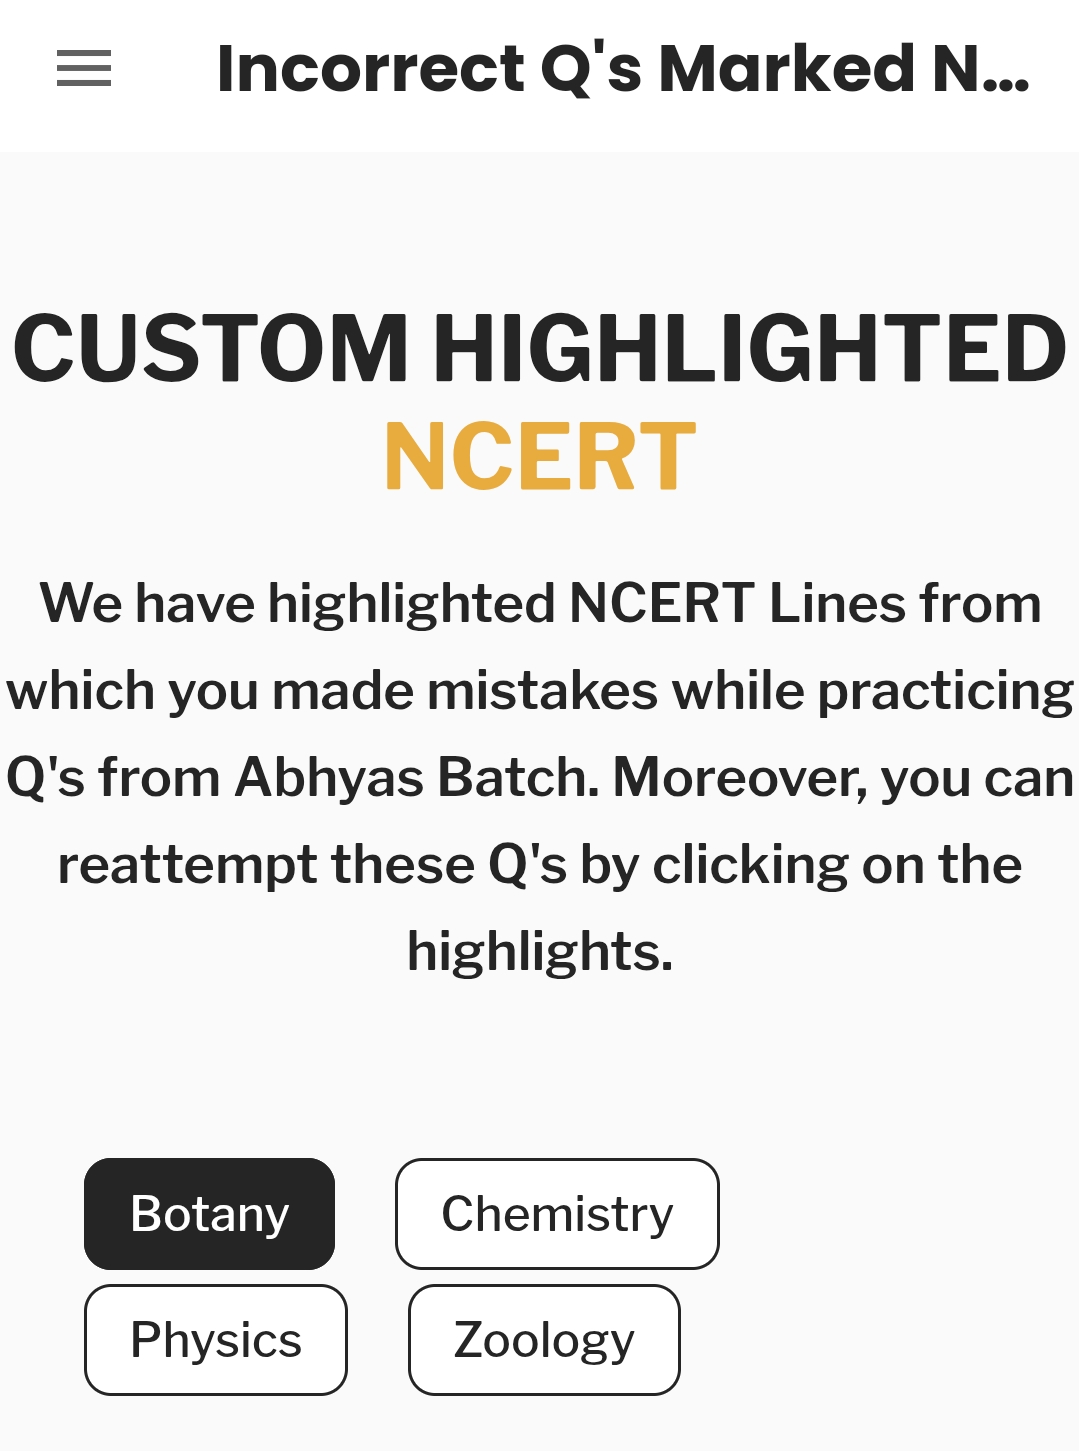 Incorrect Q's Marked N...
CUSTOM HIGHLIGHTED
NCERT
We have highlighted NCERT Lines from
which you made mistakes while practicing
Q's from Abhyas Batch. Moreover, you can
reattempt these Q's by clicking on the
highlights.
Botany
Chemistry
Physics
Zoology